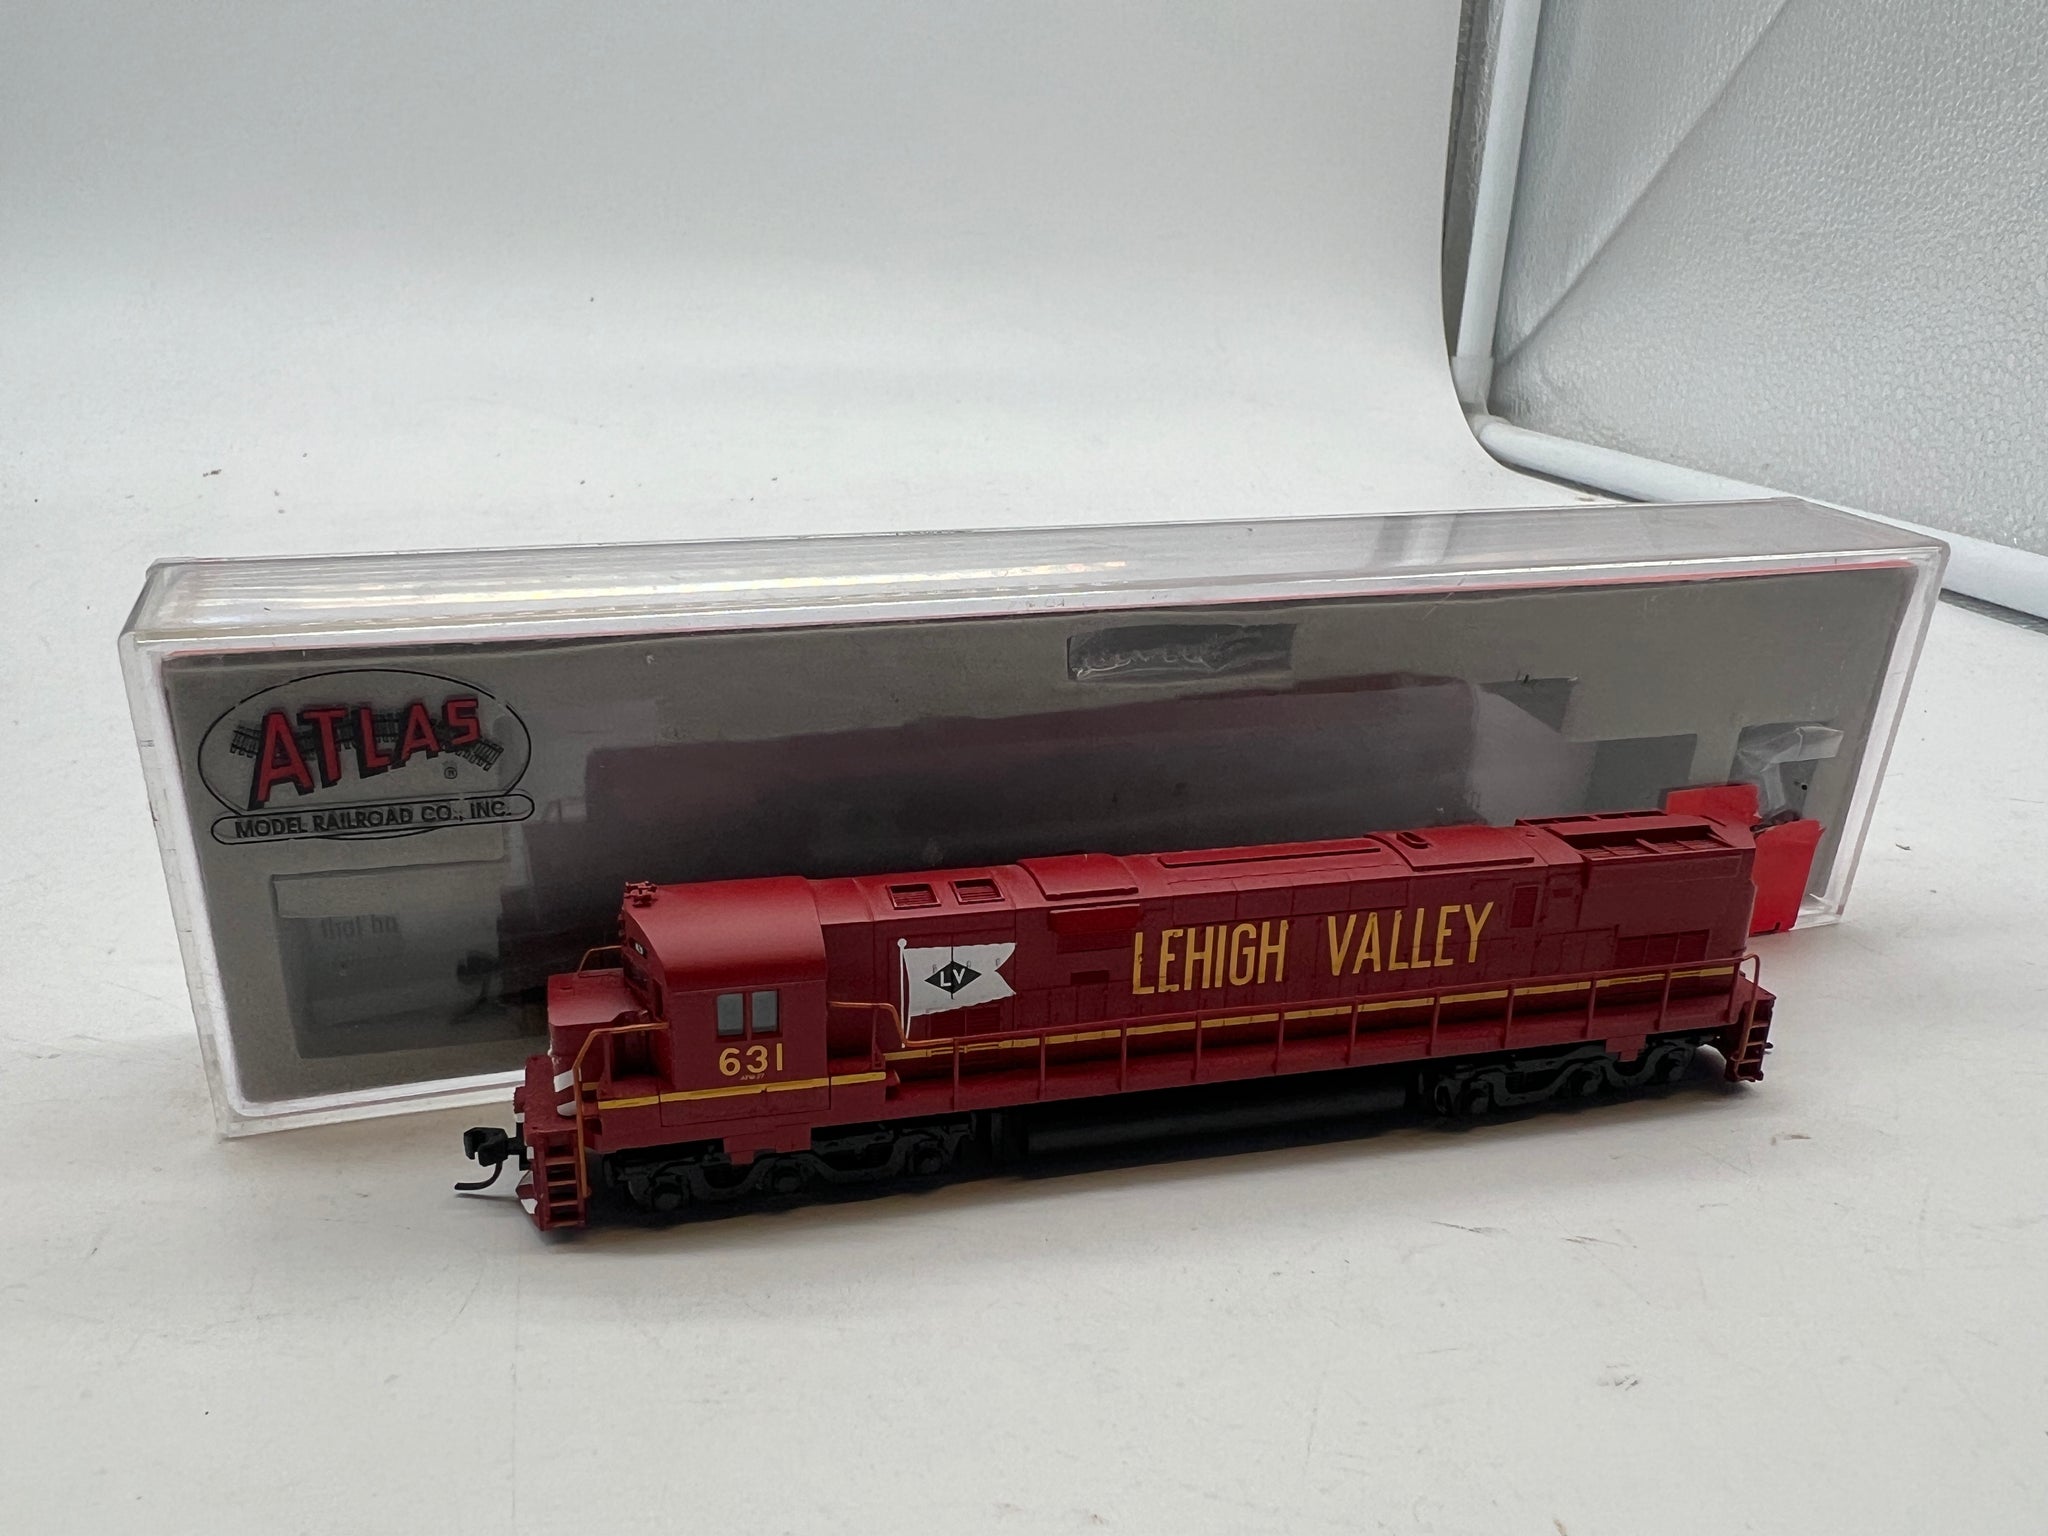 ATLAS
®
MODEL RAILROAD CO., INC.
LV
LEHIGH VALLEY
631